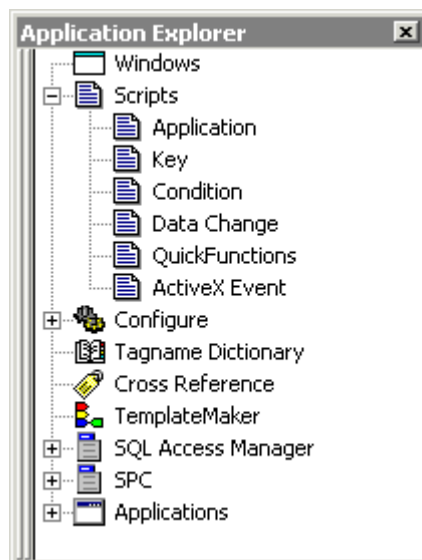 Application Explorer
Windows
Scripts
Application
Key
Condition
Data Change
QuickFunctions
ActiveX Event
Configure
Tagname Dictionary
Cross Reference
TemplateMaker
SQL Access Manager
SPC
Applications